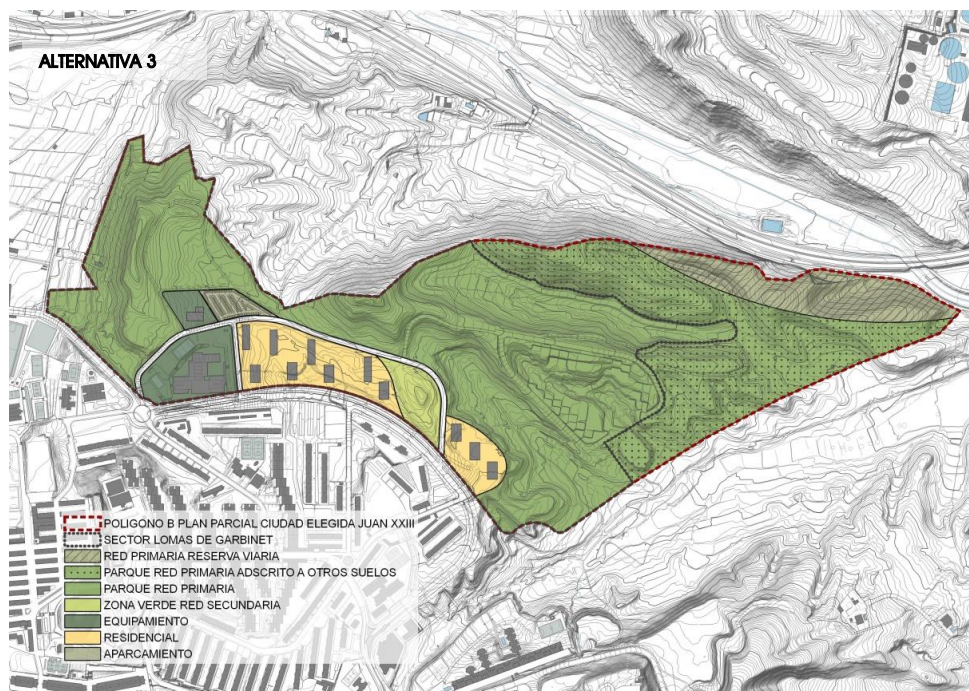 ALTERNATIVA 3
POLIGONO B PLAN PARCIAL CIUDAD ELEGIDA JUAN XXIII
SECTOR LOMAS DE GARBINET
RED PRIMARIA RESERVA VIARIA
PARQUE RED PRIMARIA ADSCRITO A OTROS SUELOS
PARQUE RED PRIMARIA
ZONA VERDE RED SECUNDARIA
EQUIPAMIENTO
RESIDENCIAL
APARCAMIENTO